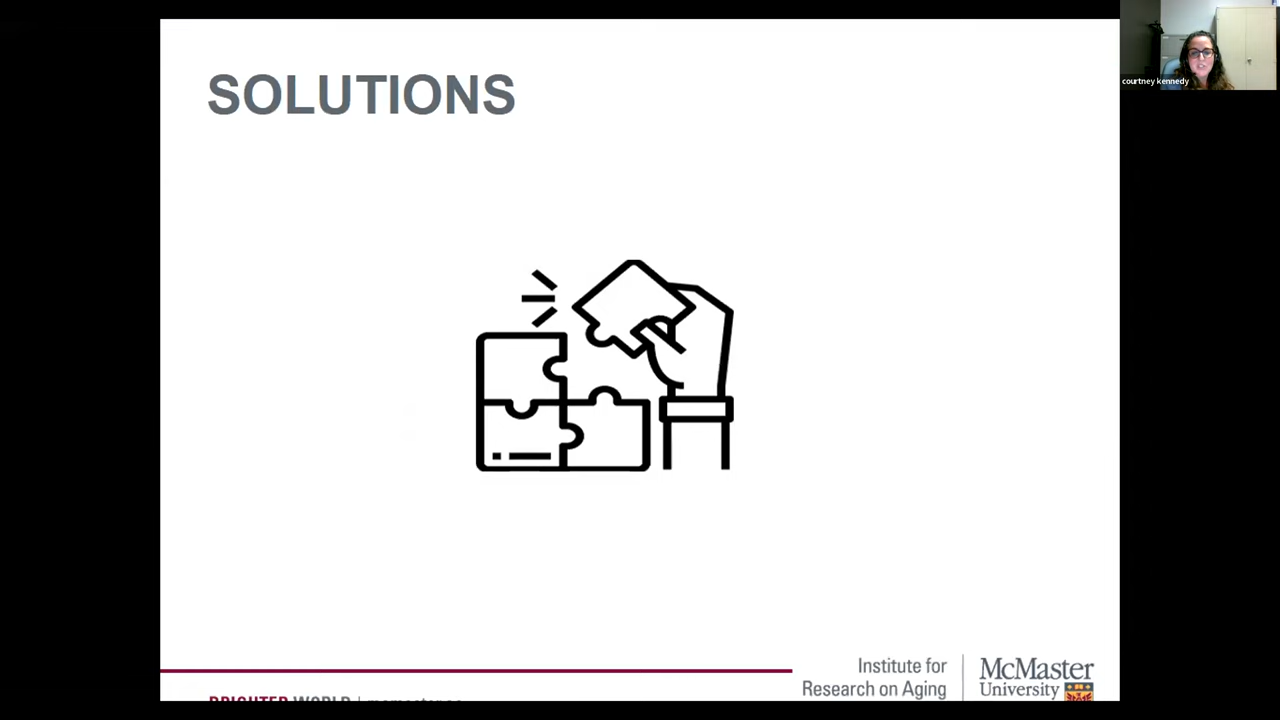 SOLUTIONS
courtney kennedy
Institute for
Research on Aging
McMaster
University
BRIGHTER WORLD